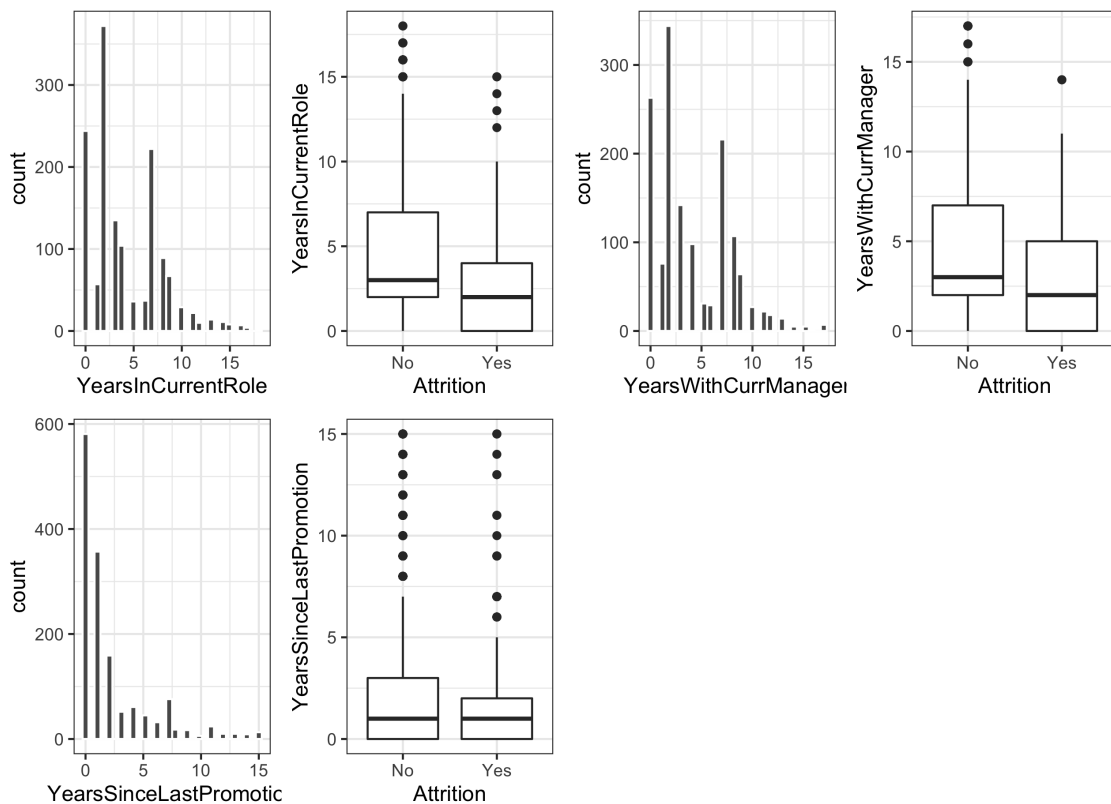 count
300
200
100
0
0
5
10
15
YearsInCurrentRole
YearsInCurrentRole
15
10
5
0
No
Yes
Attrition
count
300
200
100
0
0
5
10
15
YearsWithCurrManager
YearsWithCurrManager
15
10
5
0
No
Yes
Attrition
count
600
400
200
0
0
5
10
15
YearsSinceLastPromotic
YearsSinceLastPromotion
15
10
5
0
No
Yes
Attrition